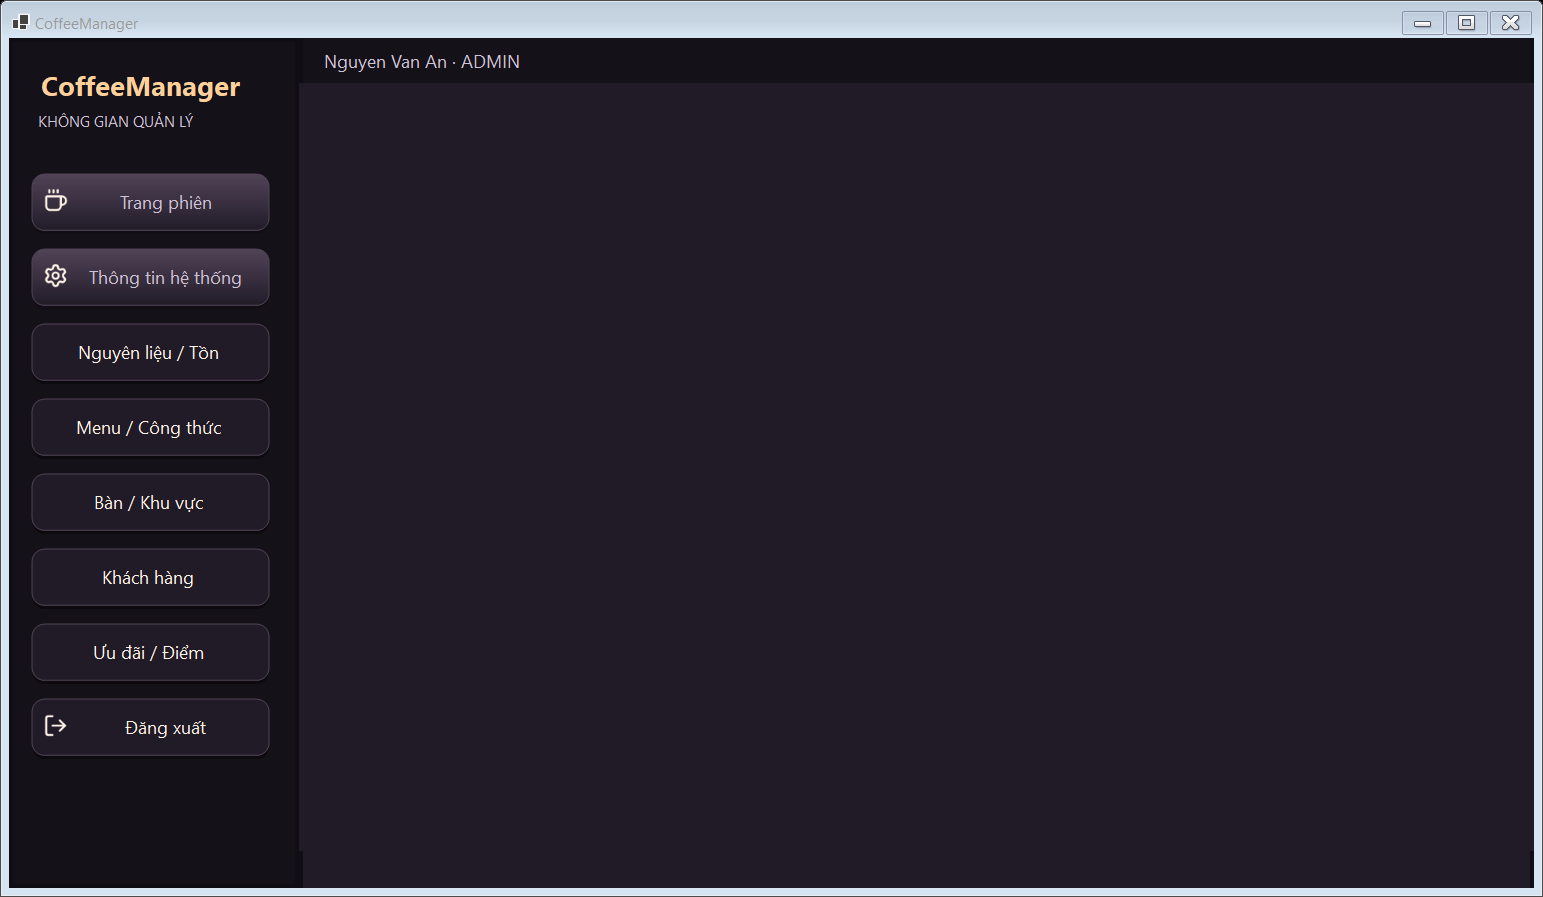 CoffeeManager
CoffeeManager
KHÔNG GIAN QUẢN LÝ
Nguyen Van An · ADMIN
Trang phiên
Thông tin hệ thống
Nguyên liệu / Tồn
Menu / Công thức
Bàn / Khu vực
Khách hàng
Ưu đãi / Điểm
Đăng xuất